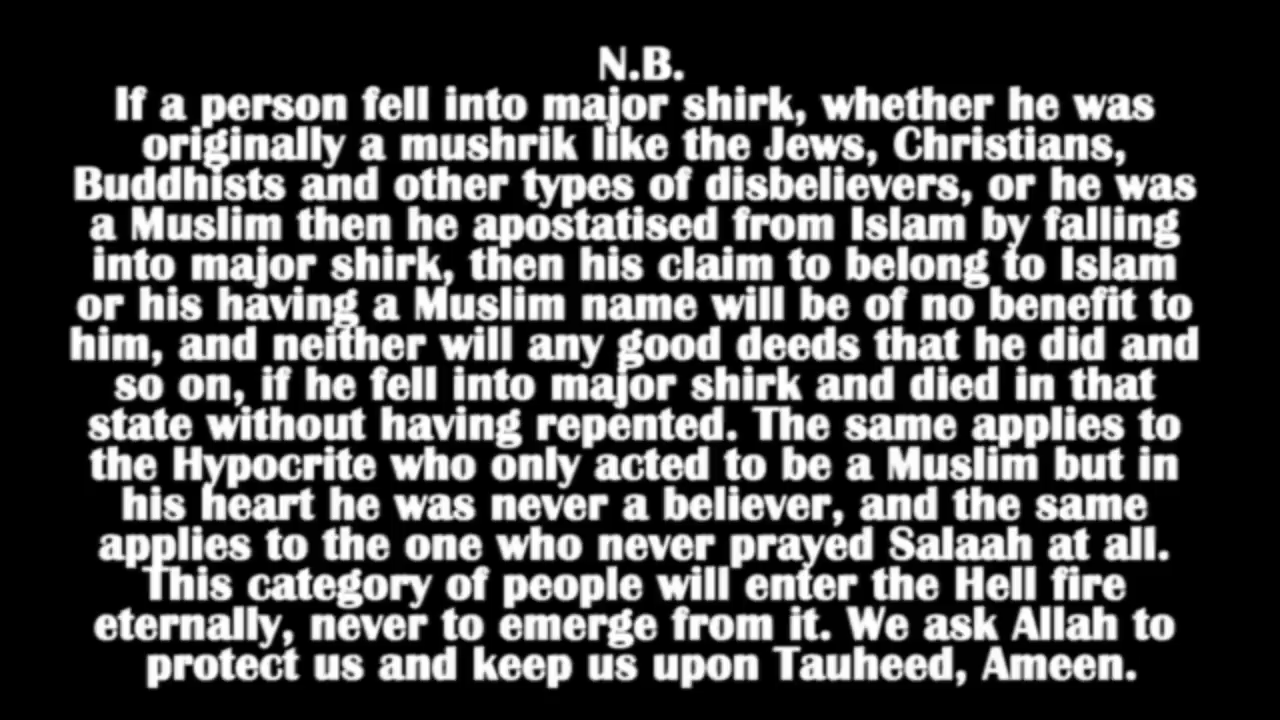 N.B.
If a person fell into major shirk, whether he was
originally a mushrik like the Jews, Christians,
Buddhists and other types of disbelievers, or he was
a Muslim then he apostatised from Islam by falling
into major shirk, then his claim to belong to Islam
or his having a Muslim name will be of no benefit to
him, and neither will any good deeds that he did and
so on, if he fell into major shirk and died in that
state without having repented. The same applies to
the Hypocrite who only acted to be a Muslim but in
his heart he was never a believer, and the same
applies to the one who never prayed Salaah at all.
This category of people will enter the Hell fire
eternally, never to emerge from it. We ask Allah to
protect us and keep us upon Tauheed, Ameen.